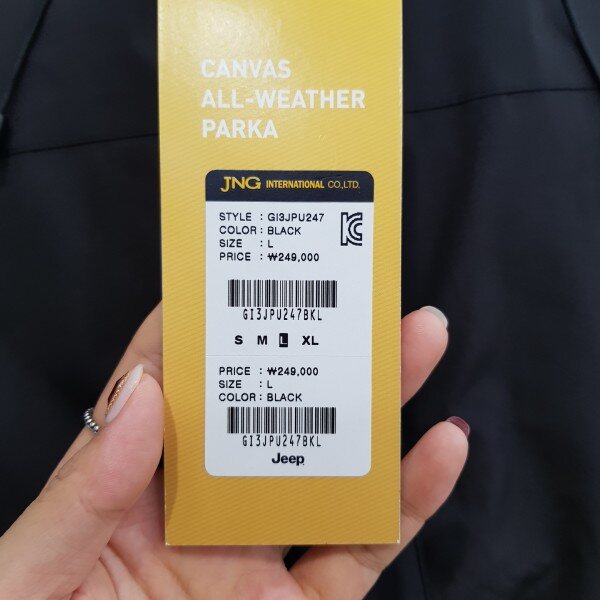 CANVAS
ALL-WEATHER
PARKA
JNG INTERNATIONAL CO.,LTD.
STYLE : GI3JPU247
COLOR : BLACK
SIZE : L
PRICE : ₩249,000
GI3JPU247BKL
S M L XL
PRICE : ₩249,000
SIZE : L
COLOR : BLACK
GI3JPU247BKL
Jeep